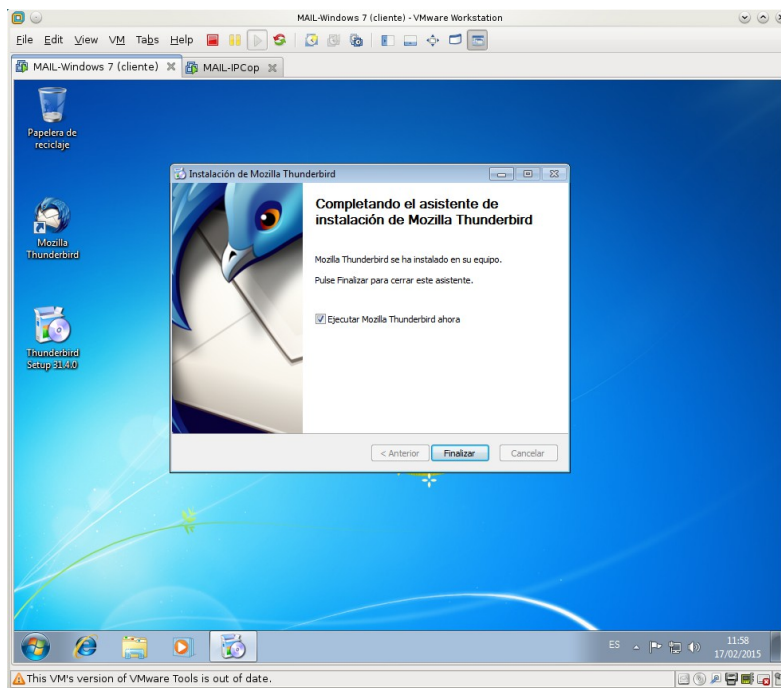 MAIL-Windows 7 (cliente) - VMware Workstation
File Edit View VM Tabs Help
MAIL-Windows 7 (cliente) MAIL-IPCop
Papelera de
reciclaje
Mozilla
Thunderbird
Thunderbird
Setup 31.4.0
Instalación de Mozilla Thunderbird
Completando el asistente de
instalación de Mozilla Thunderbird
Mozilla Thunderbird se ha instalado en su equipo.
Pulse Finalizar para cerrar este asistente.
Ejecutar Mozilla Thunderbird ahora
< Anterior Finalizar Cancelar
ES 11:58
17/02/2015
This VM's version of VMware Tools is out of date.